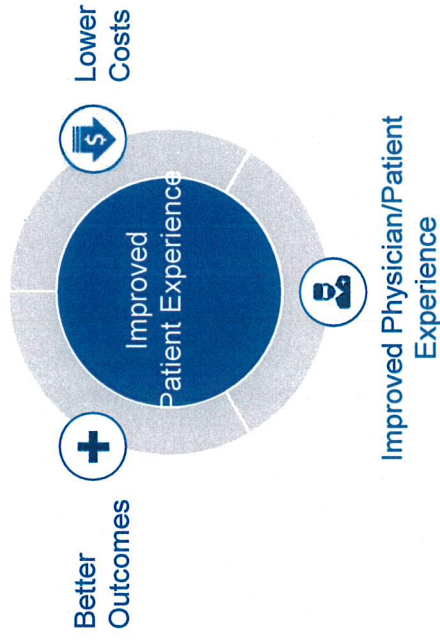 Better
Outcomes
Lower
Costs
$
Improved
Patient Experience
Improved Physician/Patient
Experience